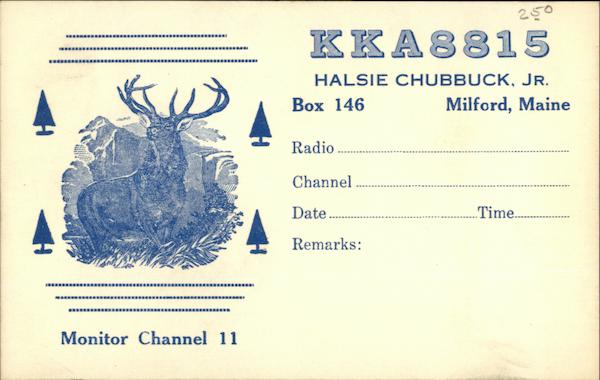 250
KKA8815
HALSIE CHUBBUCK, JR.
Box 146 Milford, Maine
Radio
Channel
Date Time
Remarks:
Monitor Channel 11